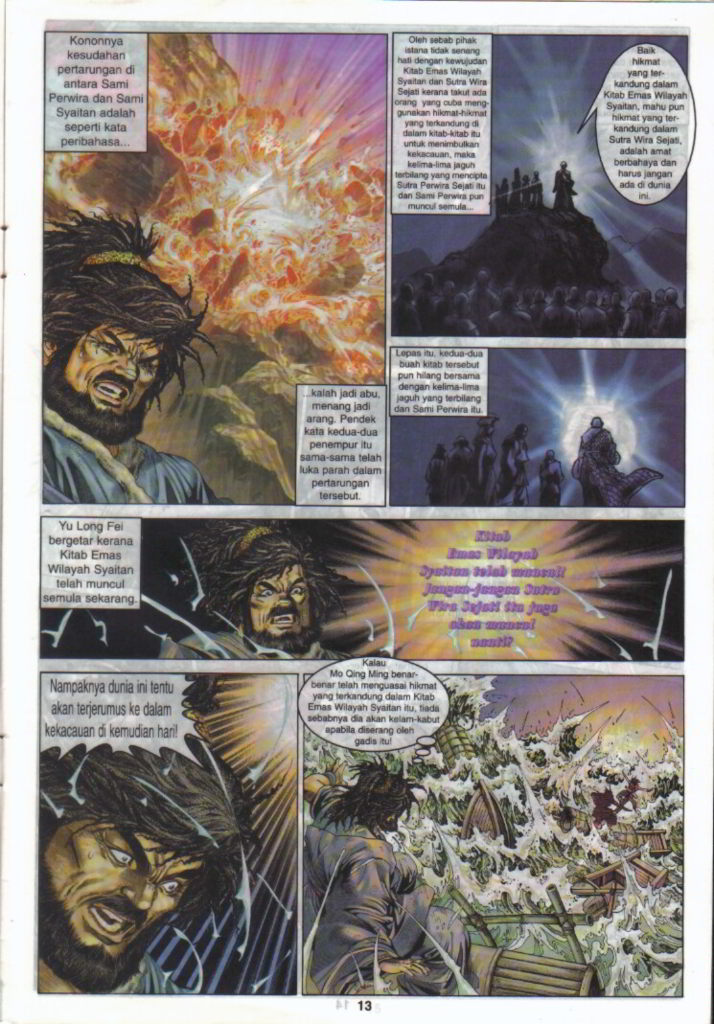 Kononnya
kesudahan
pertarungan di
antara Sami
Perwira dan Sami
Syaitan adalah
seperti kata
peribahasa...
...kalah jadi abu,
menang jadi
arang. Pendek
kata kedua-dua
penempur itu
sama-sama telah
luka parah dalam
pertarungan
tersebut.
Oleh sebab pihak
istana tidak senang
hati dengan kewujudan
Kitab Emas Wilayah
Syaitan dan Sutra Wira
Sejati kerana takut ada
orang yang cuba meng-
gunakan hikmat-hikmat
yang terkandung di
dalam kitab-kitab itu
untuk menimbulkan
kekacauan, maka
kelima-lima jaguh
terbilang yang mencipta
Sutra Perwira Sejati itu
dan Sami Perwira pun
muncul semula...
Baik
hikmat
yang ter-
kandung dalam
Kitab Emas Wilayah
Syaitan, mahu pun
hikmat yang ter-
kandung dalam
Sutra Wira Sejati,
adalah amat
berbahaya dan
harus jangan
ada di dunia
ini.
Lepas itu, kedua-dua
buah kitab tersebut
pun hilang bersama
dengan kelima-lima
jaguh yang terbilang
dan Sami Perwira itu.
Yu Long Fei
bergetar kerana
Kitab Emas
Wilayah Syaitan
telah muncul
semula sekarang.
Kitab
Emas Wilayah
Syaitan telah muncul!
Jangan-jangan Sutra
Wira Sejati itu juga
akan muncul
nanti?
Nampaknya dunia ini tentu
akan terjerumus ke dalam
kekacauan di kemudian hari!
Kalau
Mo Qing Ming benar-
benar telah menguasai hikmat
yang terkandung dalam Kitab
Emas Wilayah Syaitan itu, tiada
sebabnya dia akan kelam-kabut
apabila diserang oleh
gadis itu!
13